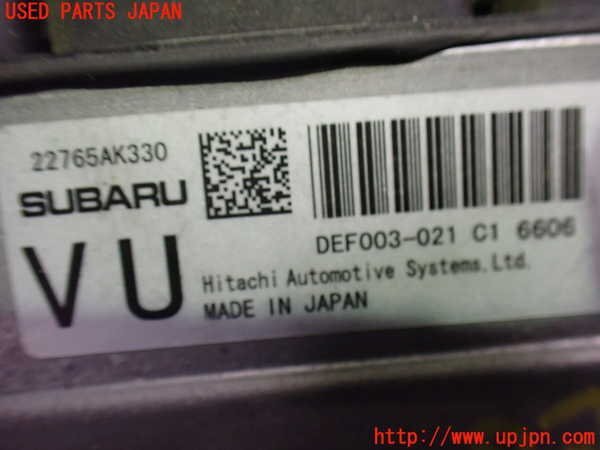 USED PARTS JAPAN
22765AK330
SUBARU
VU
DEF003-021 C1 6606
Hitachi Automotive Systems, Ltd.
MADE IN JAPAN
http://www.upjpn.com/